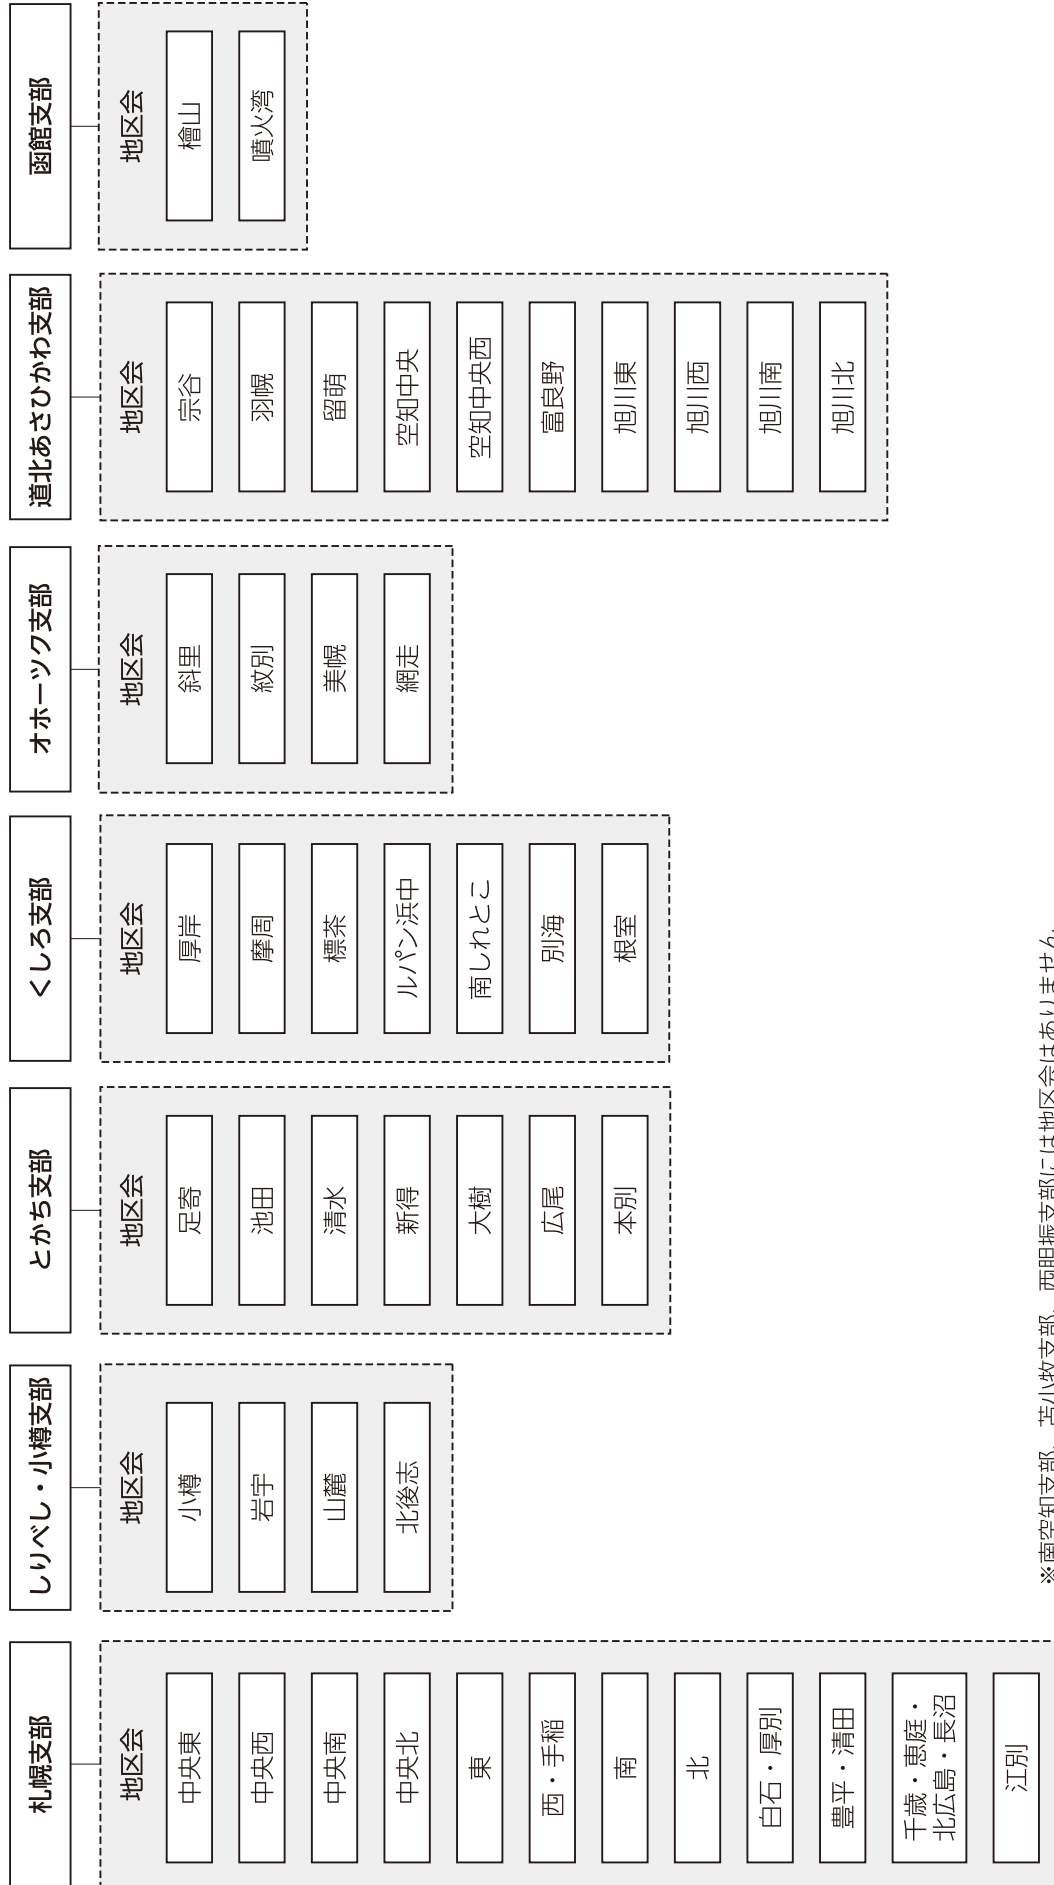 札幌支部
地区会
中央東
中央西
中央南
中央北
東
西・手稲
南
北
白石・厚別
豊平・清田
千歳・恵庭・
北広島・長沼
江別
しりべし・小樽支部
地区会
小樽
岩宇
山麓
北後志
とかち支部
地区会
足寄
池田
清水
新得
大樹
広尾
本別
くしろ支部
地区会
厚岸
摩周
標茶
ルパン浜中
南しれとこ
別海
根室
オホーツク支部
地区会
斜里
紋別
美幌
網走
道北あさひかわ支部
地区会
宗谷
羽幌
留萌
空知中央
空知中央西
富良野
旭川東
旭川西
旭川南
旭川北
函館支部
地区会
檜山
噴火湾
※南空知支部、苫小牧支部、西胆振支部には地区会はありません